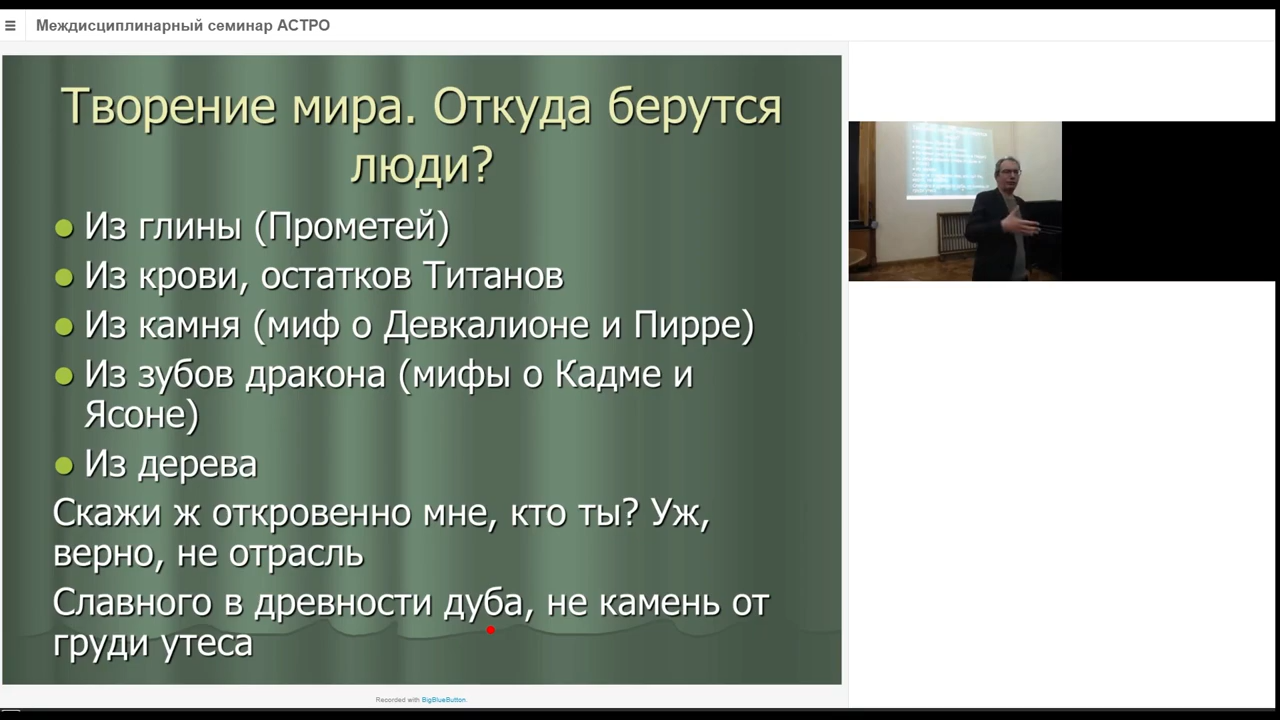 Междисциплинарный семинар АСТРО
Творение мира. Откуда берутся
люди?
Из глины (Прометей)
Из крови, остатков Титанов
Из камня (миф о Девкалионе и Пирре)
Из зубов дракона (мифы о Кадме и
Ясоне)
Из дерева
Скажи ж откровенно мне, кто ты? Уж,
верно, не отрасль
Славного в древности дуба, не камень от
груди утеса
Recorded with BigBlueButton.